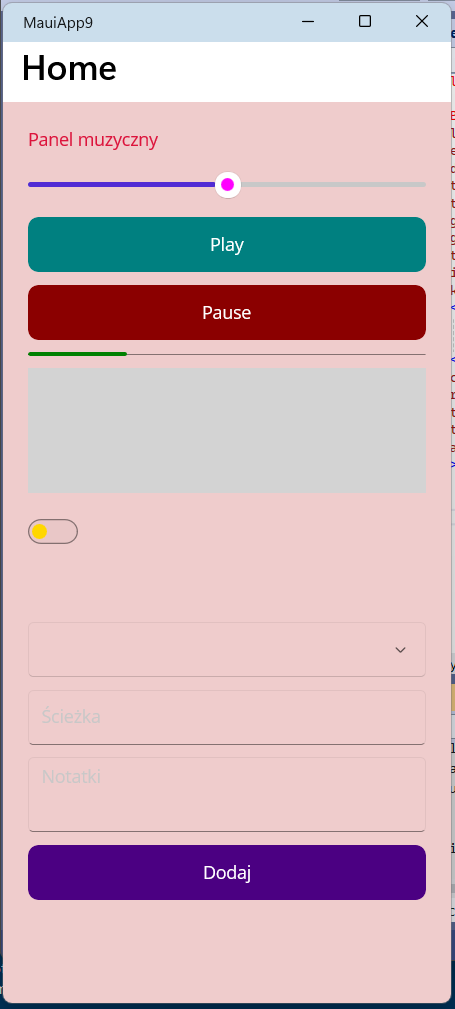 MauiApp9
Home
Panel muzyczny
Play
Pause
Ścieżka
Notatki
Dodaj